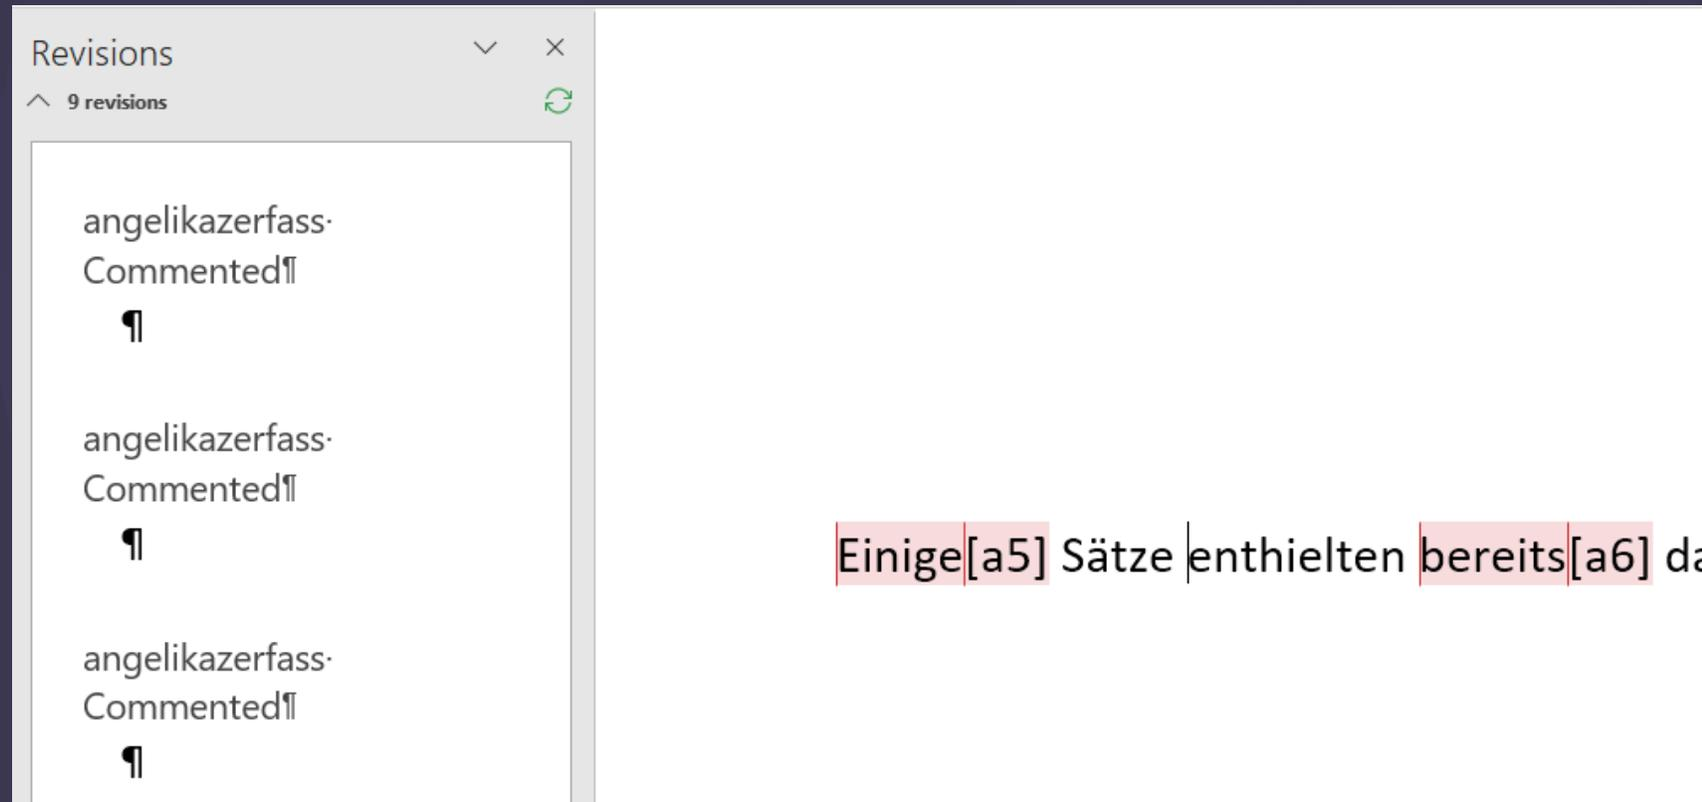 Revisions
9 revisions
angelikazerfass·
Commented¶
¶
angelikazerfass·
Commented¶
¶
angelikazerfass·
Commented¶
¶
Einige[a5] Sätze enthielten bereits[a6]